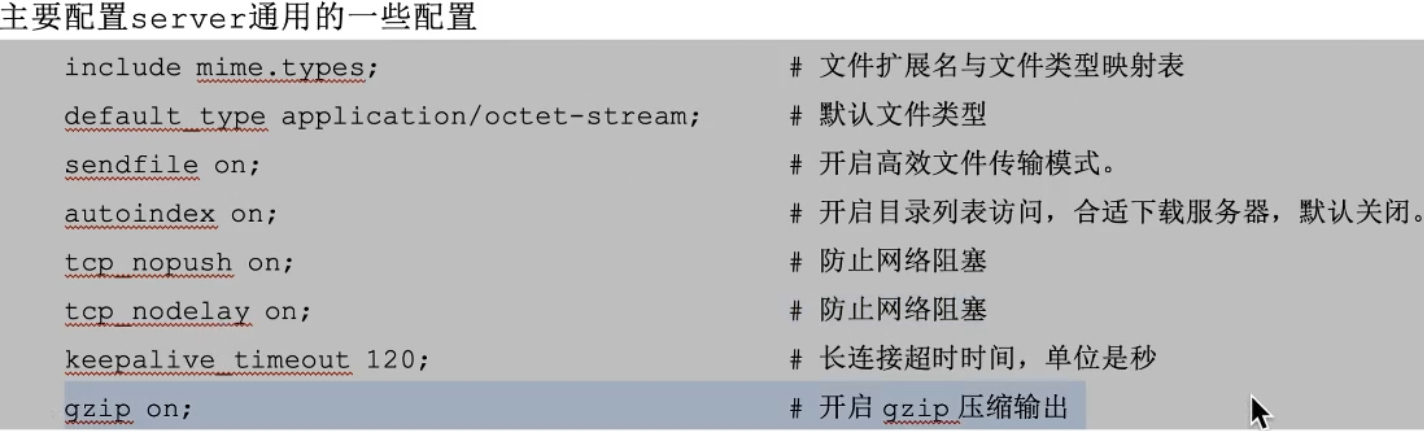 主要配置server通用的一些配置
include mime.types; # 文件扩展名与文件类型映射表
default_type application/octet-stream; # 默认文件类型
sendfile on; # 开启高效文件传输模式。
autoindex on; # 开启目录列表访问，合适下载服务器，默认关闭。
tcp_nopush on; # 防止网络阻塞
tcp_nodelay on; # 防止网络阻塞
keepalive_timeout 120; # 长连接超时时间，单位是秒
gzip on; # 开启 gzip 压缩输出